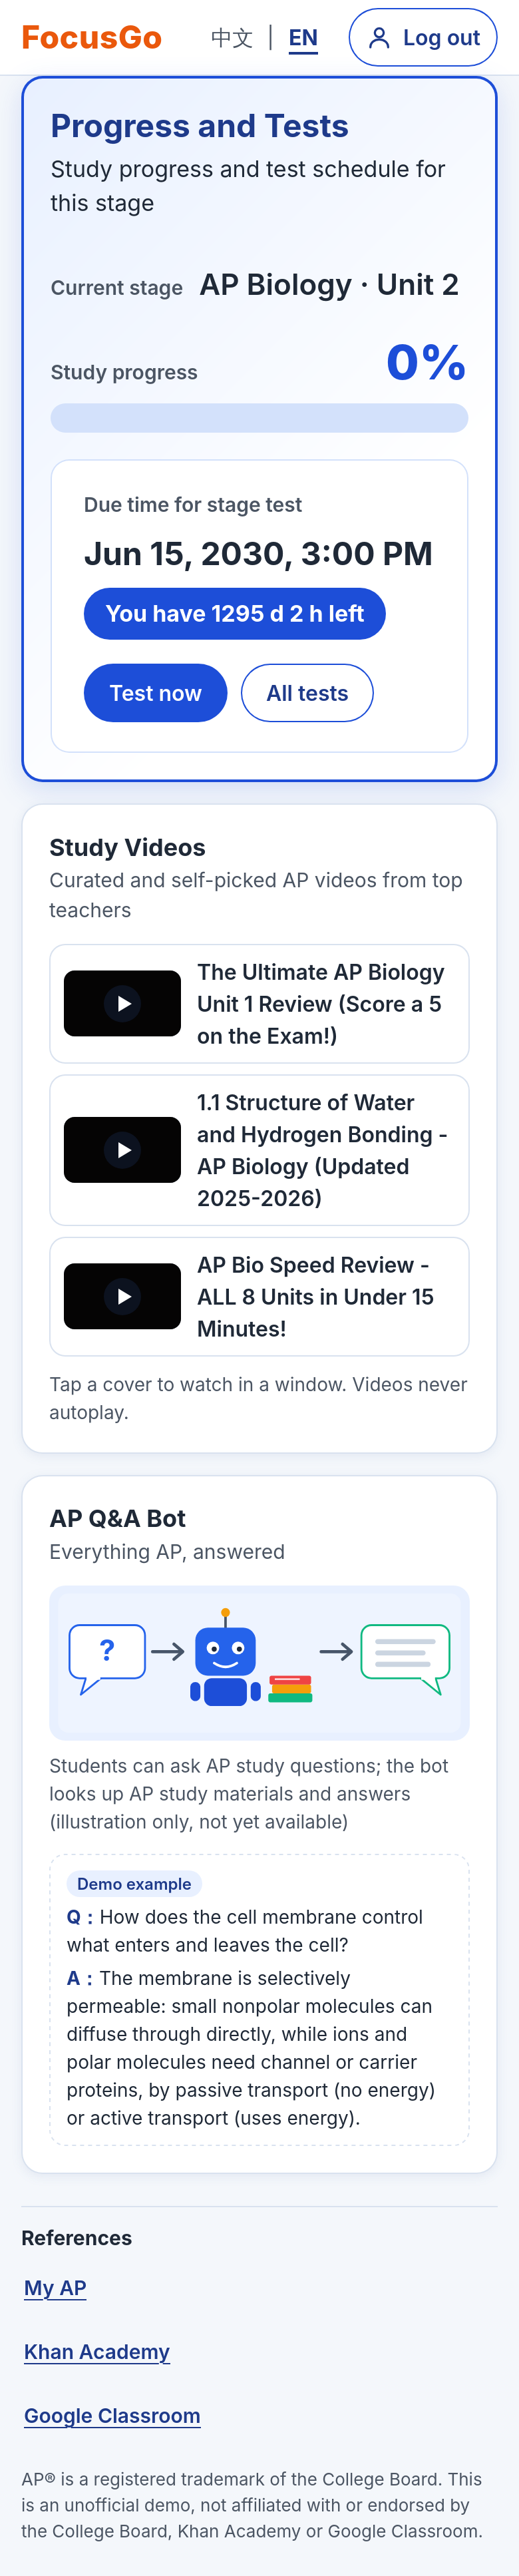 FocusGo 中文 | EN Log out
Progress and Tests
Study progress and test schedule for
this stage
Current stage AP Biology · Unit 2
Study progress 0%
Due time for stage test
Jun 15, 2030, 3:00 PM
You have 1295 d 2 h left
Test now All tests
Study Videos
Curated and self-picked AP videos from top
teachers
The Ultimate AP Biology
Unit 1 Review (Score a 5
on the Exam!)
1.1 Structure of Water
and Hydrogen Bonding -
AP Biology (Updated
2025-2026)
AP Bio Speed Review -
ALL 8 Units in Under 15
Minutes!
Tap a cover to watch in a window. Videos never
autoplay.
AP Q&A Bot
Everything AP, answered
?
Students can ask AP study questions; the bot
looks up AP study materials and answers
(illustration only, not yet available)
Demo example
Q：How does the cell membrane control
what enters and leaves the cell?
A：The membrane is selectively
permeable: small nonpolar molecules can
diffuse through directly, while ions and
polar molecules need channel or carrier
proteins, by passive transport (no energy)
or active transport (uses energy).
References
My AP
Khan Academy
Google Classroom
AP® is a registered trademark of the College Board. This
is an unofficial demo, not affiliated with or endorsed by
the College Board, Khan Academy or Google Classroom.